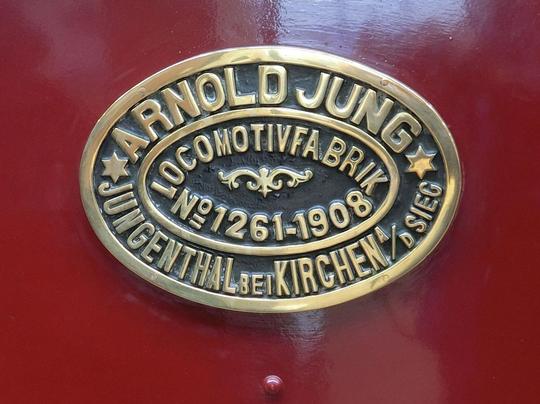 ARNOLD JUNG
LOCOMOTIVFABRIK
No 1261-1908
JUNGENTHAL BEI KIRCHEN A/D SIEG